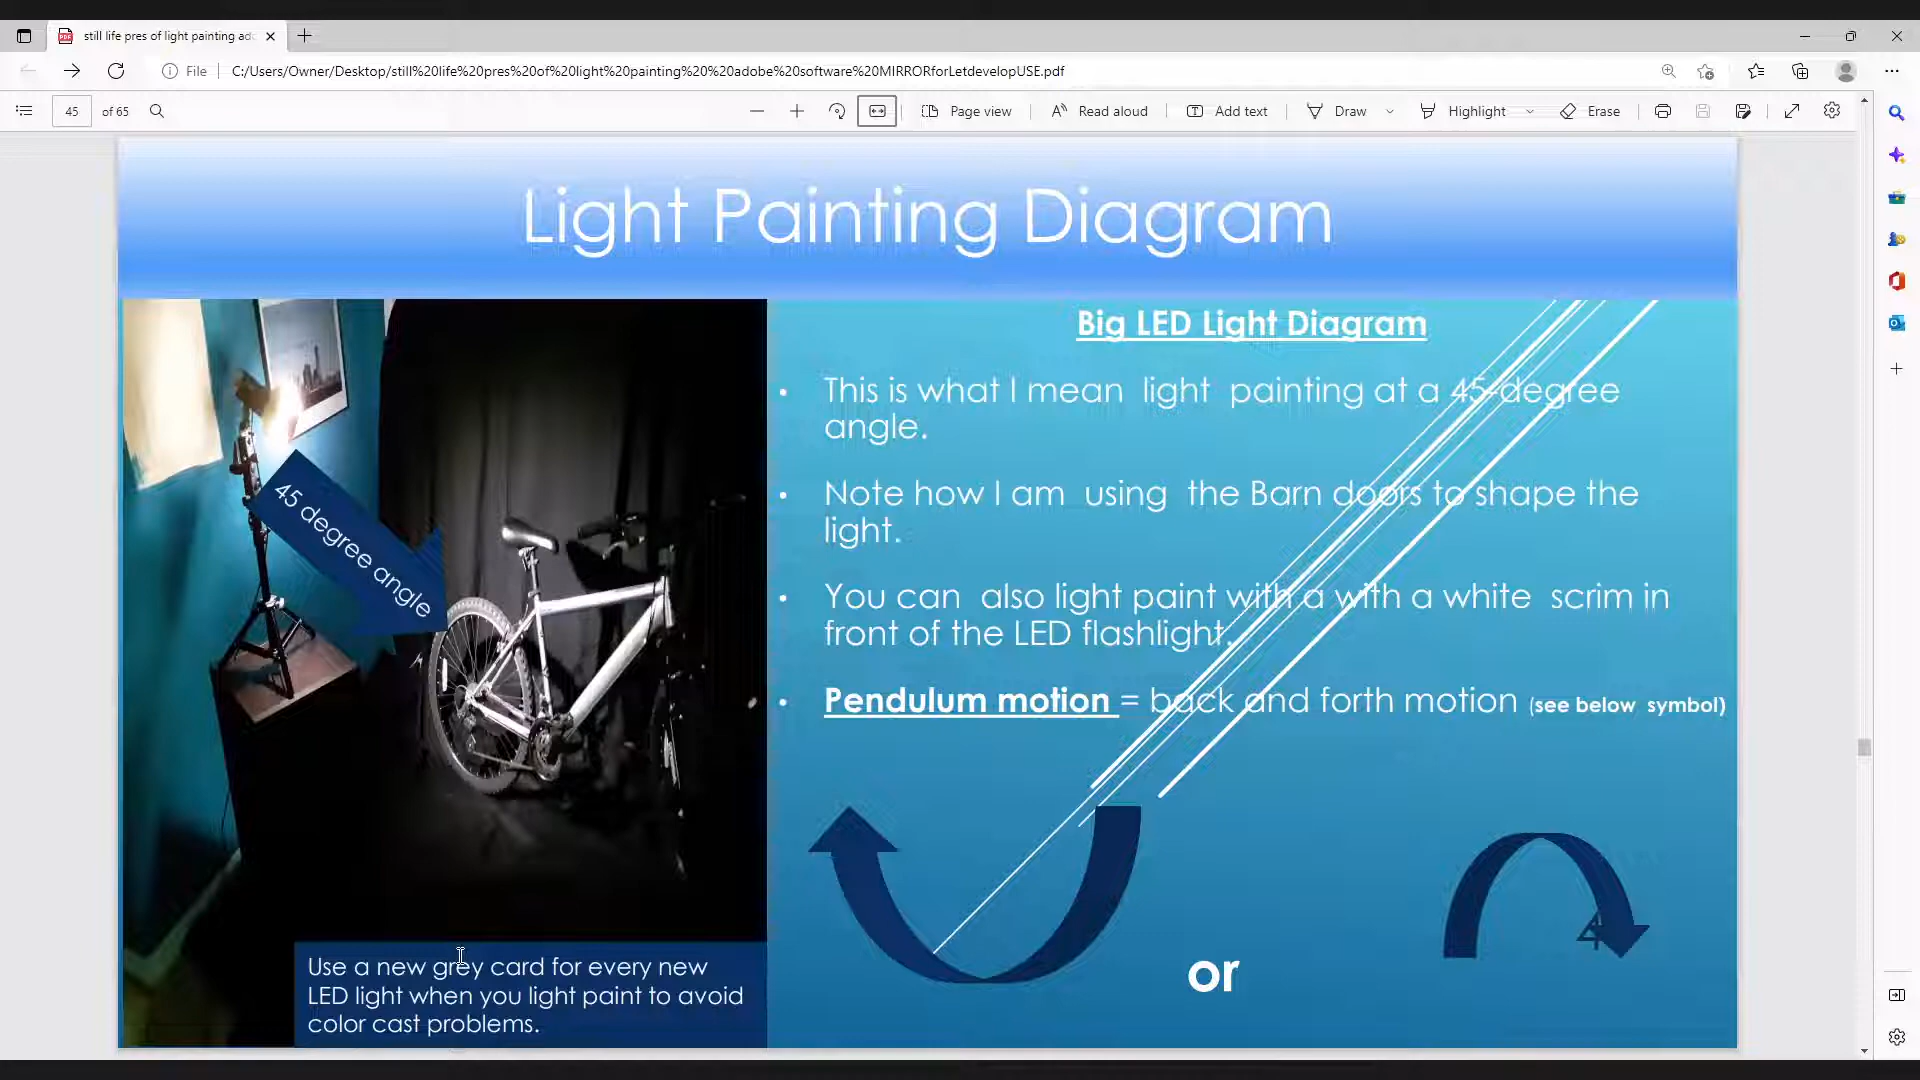 still life pres of light painting ado
File
C:/Users/Owner/Desktop/still%20life%20pres%20of%20light%20painting%20%20adobe%20software%20MIRRORforLetdevelopUSE.pdf
45 of 65
Page view
Read aloud
Add text
Draw
Highlight
Erase
Light Painting Diagram
Big LED Light Diagram
• This is what I mean light painting at a 45-degree
angle.
• Note how I am using the Barn doors to shape the
light.
• You can also light paint with a with a white scrim in
front of the LED flashlight.
• Pendulum motion = back and forth motion (see below symbol)
45 degree angle
or
Use a new grey card for every new
LED light when you light paint to avoid
color cast problems.